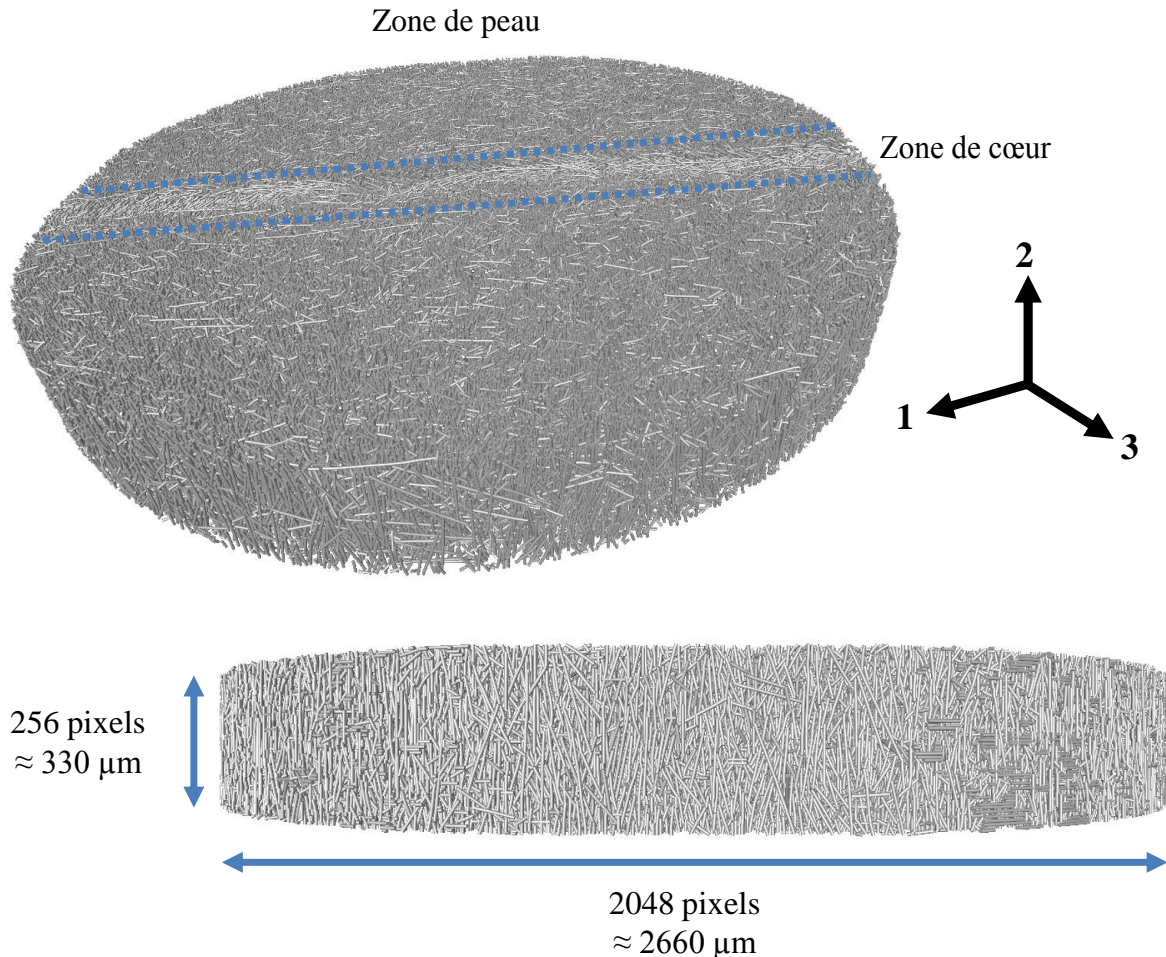 Zone de peau
Zone de cœur
2
1
3
256 pixels
≈ 330 µm
2048 pixels
≈ 2660 µm